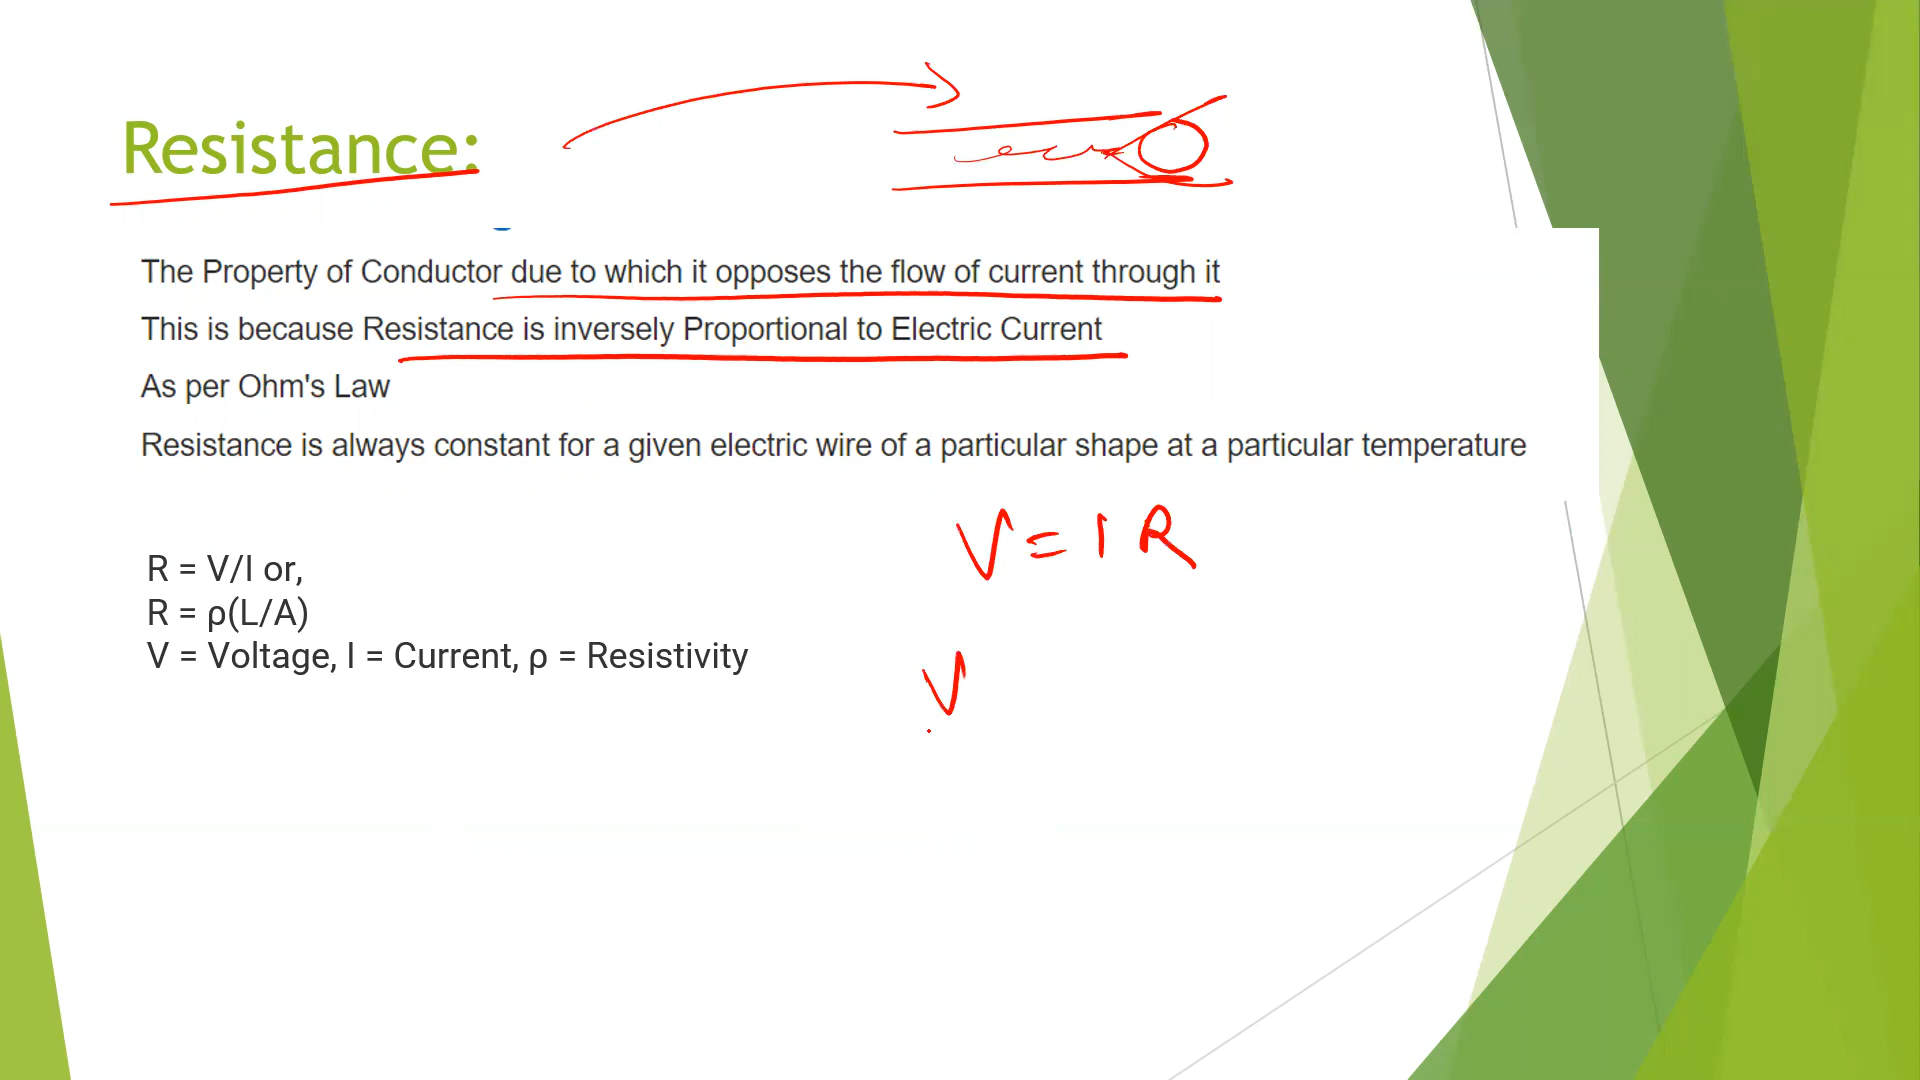 Resistance:
The Property of Conductor due to which it opposes the flow of current through it
This is because Resistance is inversely Proportional to Electric Current
As per Ohm's Law
Resistance is always constant for a given electric wire of a particular shape at a particular temperature
V = I R
R = V/I or,
R = ρ(L/A)
V = Voltage, I = Current, ρ = Resistivity
V